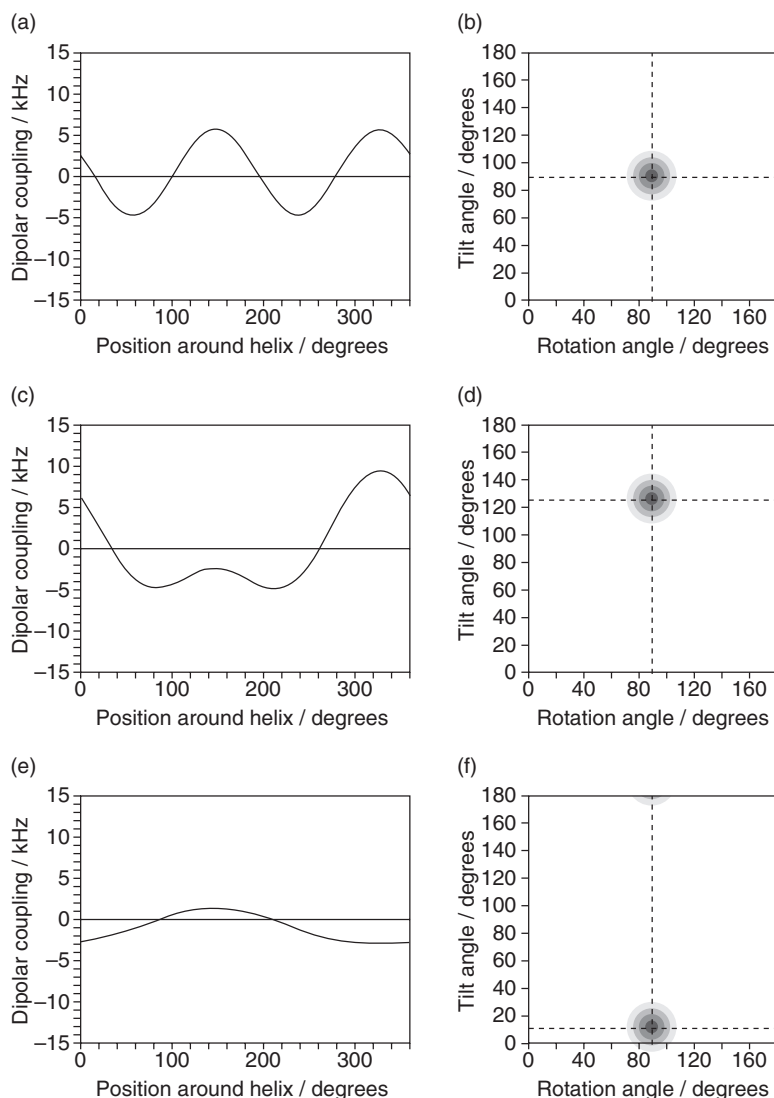 (a)
15
10
5
0
−5
−10
−15
Dipolar coupling / kHz
0 100 200 300
Position around helix / degrees
(b)
180
160
140
120
100
80
60
40
20
0
Tilt angle / degrees
0 40 80 120 160
Rotation angle / degrees
(c)
15
10
5
0
−5
−10
−15
Dipolar coupling / kHz
0 100 200 300
Position around helix / degrees
(d)
180
160
140
120
100
80
60
40
20
0
Tilt angle / degrees
0 40 80 120 160
Rotation angle / degrees
(e)
15
10
5
0
−5
−10
−15
Dipolar coupling / kHz
0 100 200 300
Position around helix / degrees
(f)
180
160
140
120
100
80
60
40
20
0
Tilt angle / degrees
0 40 80 120 160
Rotation angle / degrees